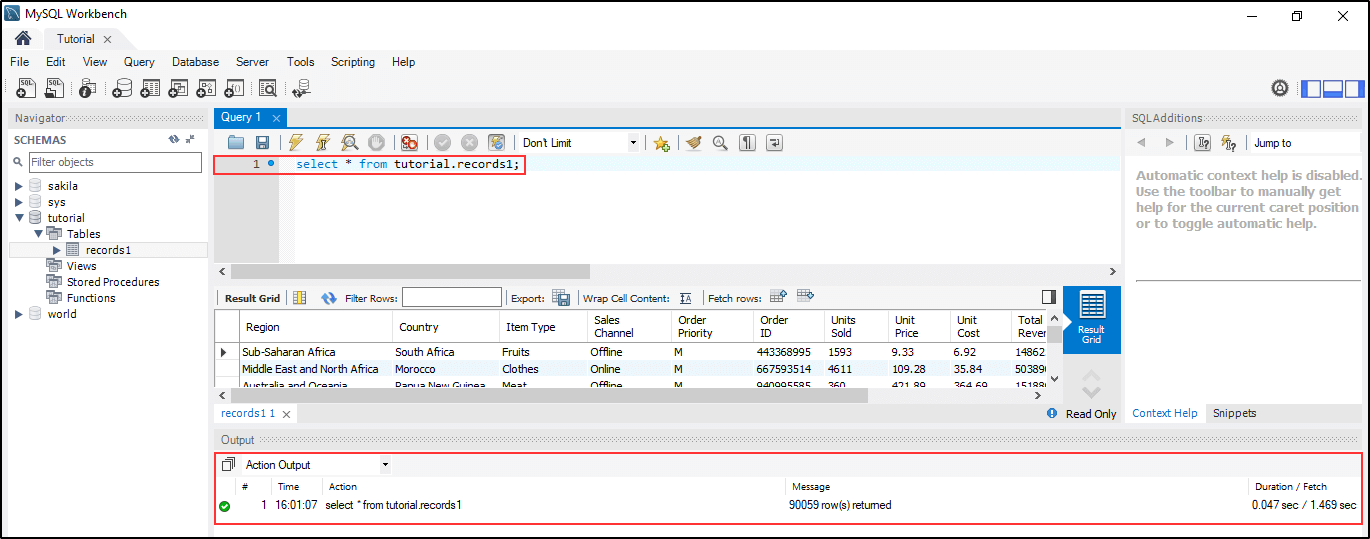 MySQL Workbench
Tutorial
File Edit View Query Database Server Tools Scripting Help
Navigator
SCHEMAS
Filter objects
sakila
sys
tutorial
Tables
records1
Views
Stored Procedures
Functions
world
Query 1
Don't Limit
1 select * from tutorial.records1;
Result Grid Filter Rows: Export: Wrap Cell Content: Fetch rows:
Region Country Item Type Sales Channel Order Priority Order ID Units Sold Unit Price Unit Cost Total Rever
Sub-Saharan Africa South Africa Fruits Offline M 443368995 1593 9.33 6.92 14862
Middle East and North Africa Morocco Clothes Online M 667593514 4611 109.28 35.84 503890
Australia and Oceania Papua New Guinea Meat Offline M 940995585 360 421.89 364.69 15188
Result Grid
records1 1
Read Only
SQLAdditions
Jump to
Automatic context help is disabled.
Use the toolbar to manually get
help for the current caret position
or to toggle automatic help.
Context Help Snippets
Output
Action Output
# Time Action Message Duration / Fetch
1 16:01:07 select * from tutorial.records1 90059 row(s) returned 0.047 sec / 1.469 sec